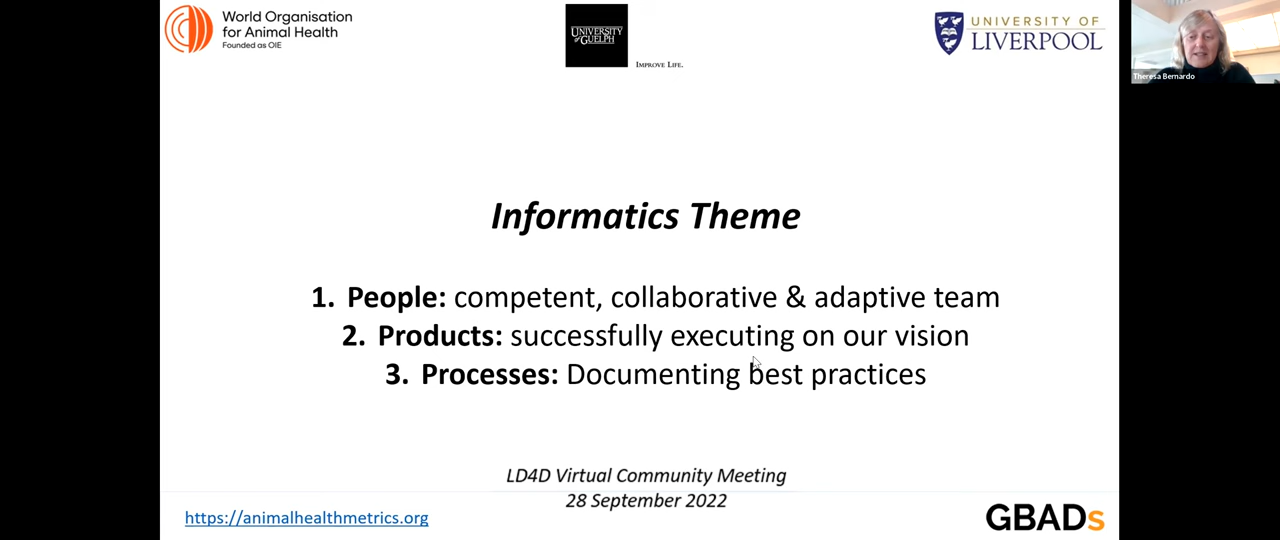 World Organisation
for Animal Health
Founded as OIE
UNIVERSITY
of GUELPH
IMPROVE LIFE.
UNIVERSITY OF
LIVERPOOL
Theresa Bernardo
Informatics Theme
1. People: competent, collaborative & adaptive team
2. Products: successfully executing on our vision
3. Processes: Documenting best practices
LD4D Virtual Community Meeting
28 September 2022
https://animalhealthmetrics.org
GBADs